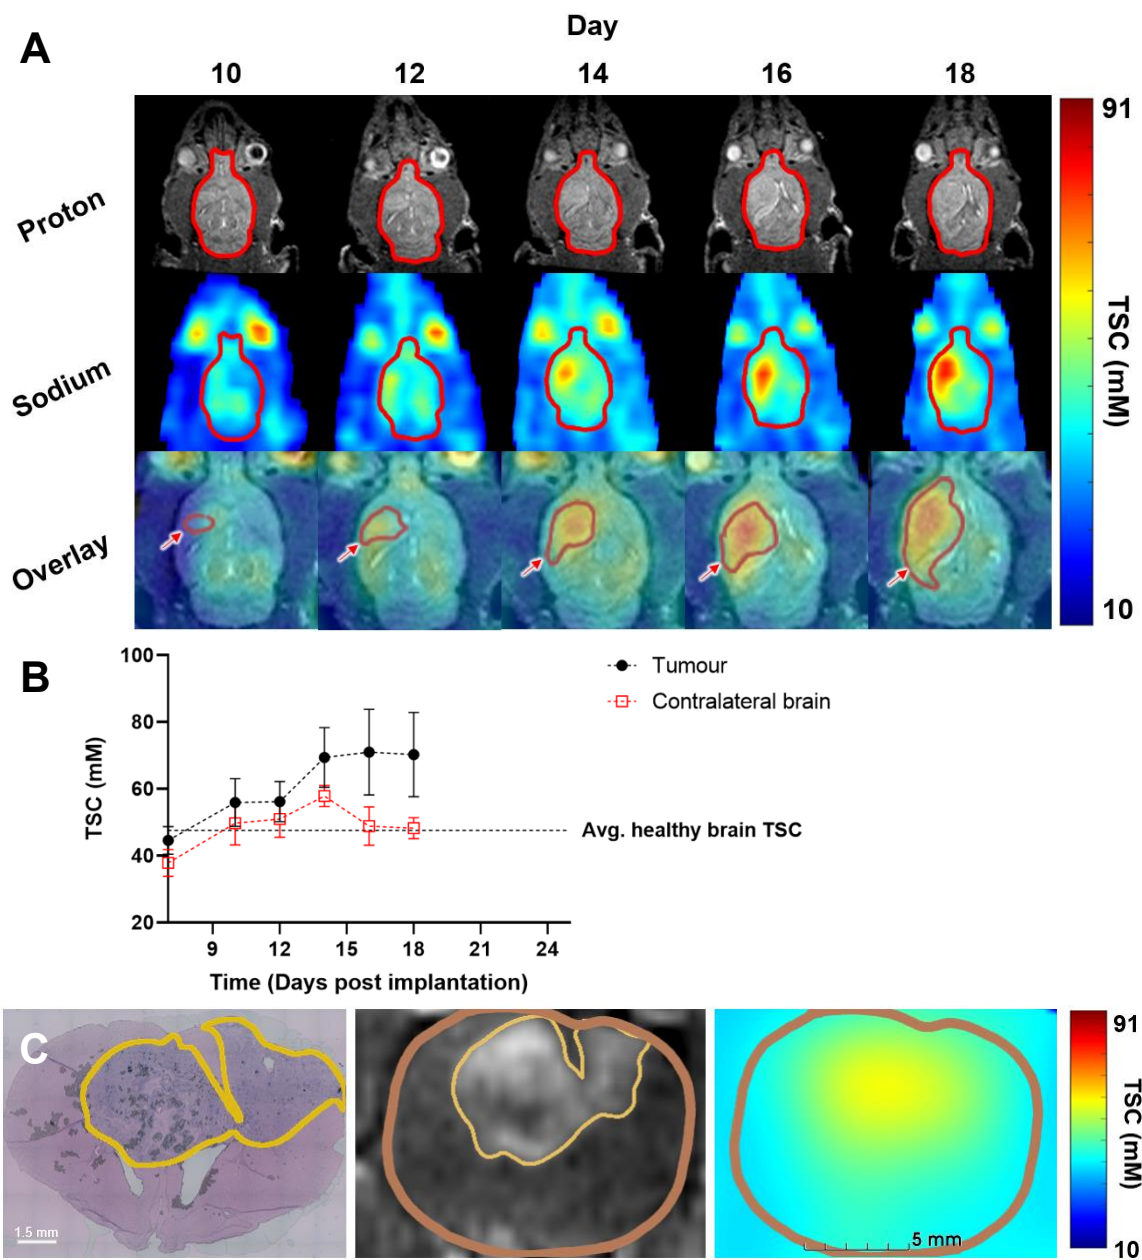 A
Day
10 12 14 16 18
Proton
Sodium
Overlay
91
TSC (mM)
10
B
100
80
60
40
20
TSC (mM)
9 12 15 18 21 24
Time (Days post implantation)
Tumour
Contralateral brain
Avg. healthy brain TSC
C
1.5 mm
5 mm
91
TSC (mM)
10